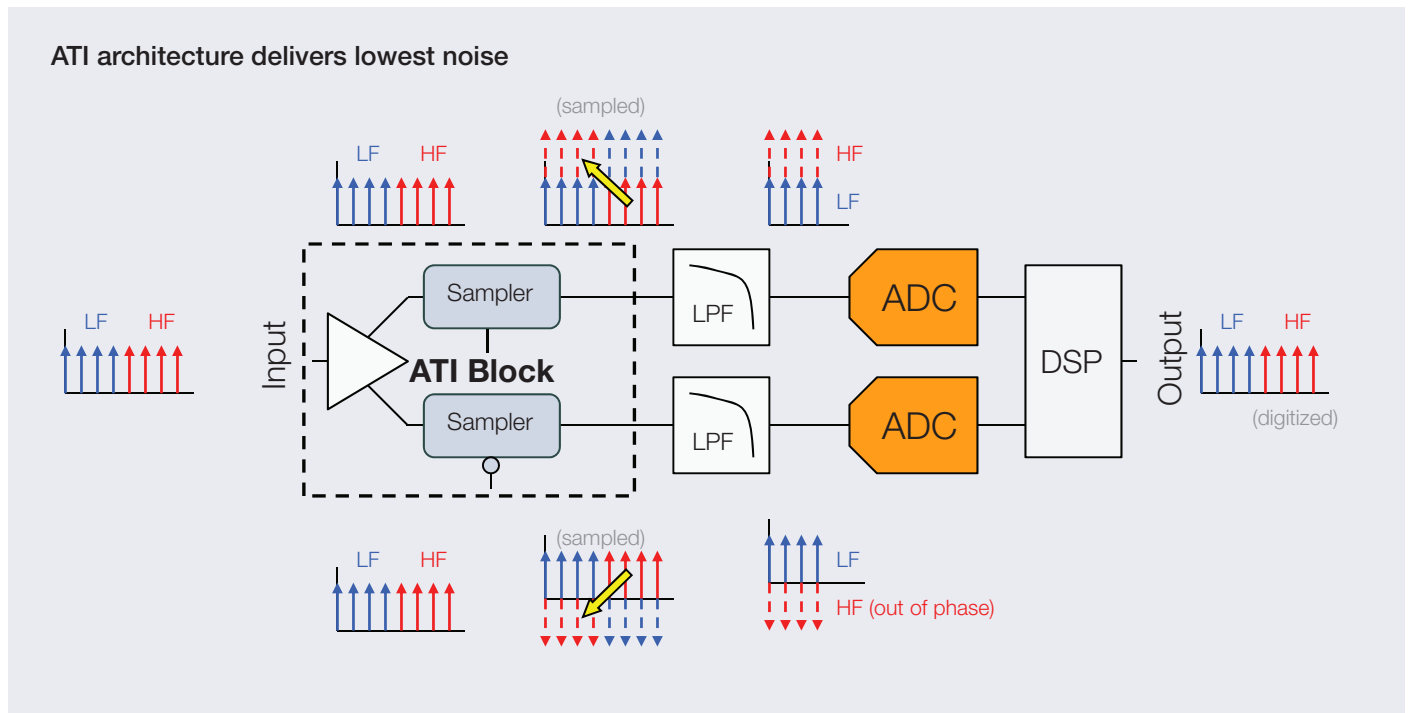 ATI architecture delivers lowest noise
(sampled)
LF HF
HF
LF
Sampler
LPF
ADC
LF HF
Input
ATI Block
DSP
Output
LF HF
(digitized)
Sampler
LPF
ADC
(sampled)
LF HF
LF
HF (out of phase)